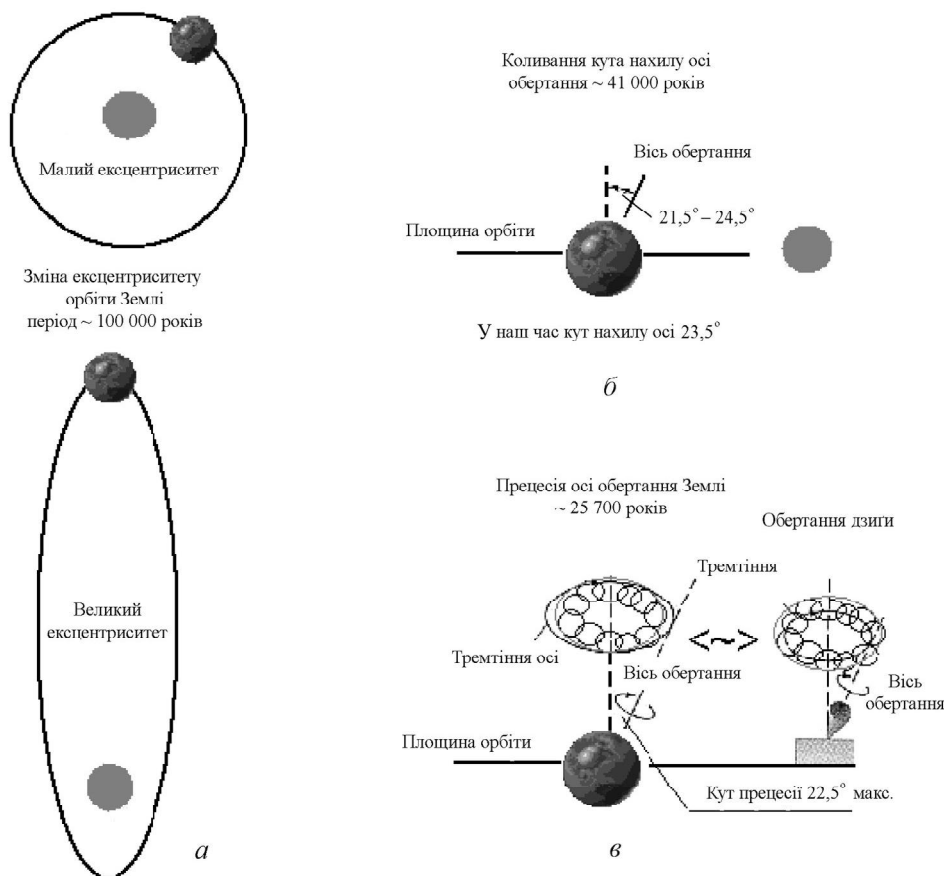 Малий ексцентриситет
Зміна ексцентриситету
орбіти Землі
період ~ 100 000 років
Великий
ексцентриситет
а
Коливання кута нахилу осі
обертання ~ 41 000 років
Вісь обертання
21,5° – 24,5°
Площина орбіти
У наш час кут нахилу осі 23,5°
б
Прецесія осі обертання Землі
~ 25 700 років
Обертання дзиґи
Тремтіння
Тремтіння осі
<~>
Вісь обертання
Вісь
обертання
Площина орбіти
Кут прецесії 22,5° макс.
в